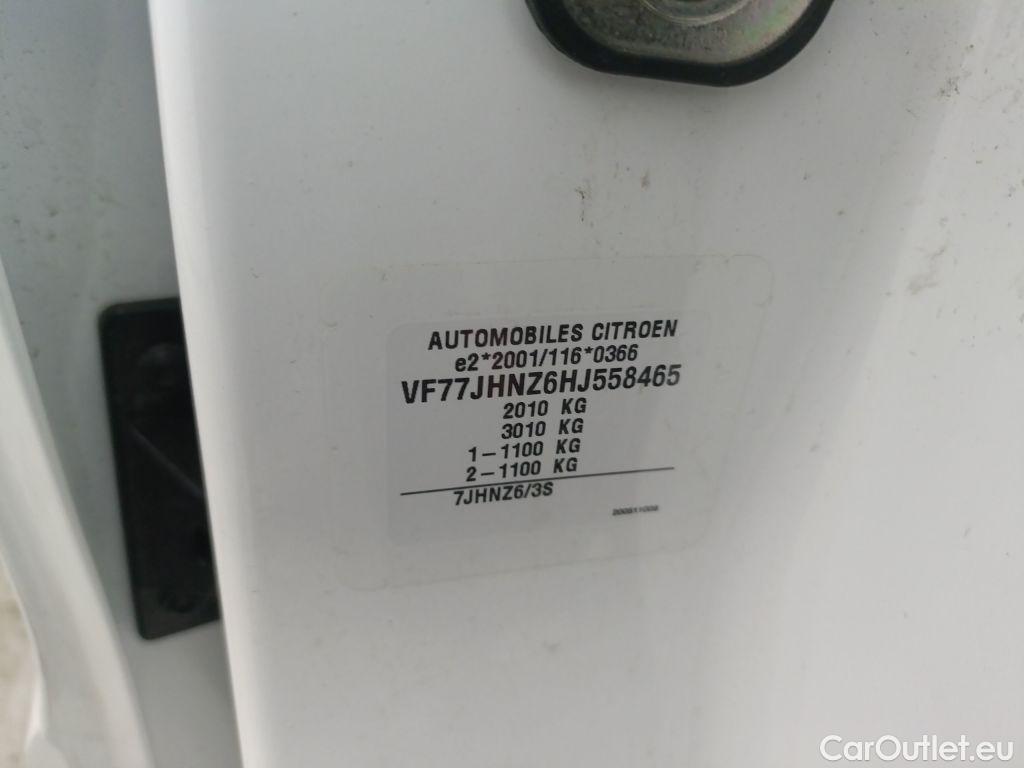 AUTOMOBILES CITROEN
e2*2001/116*0366
VF77JHNZ6HJ558465
2010 KG
3010 KG
1-1100 KG
2-1100 KG
7JHNZ6/3S
CarOutlet.eu